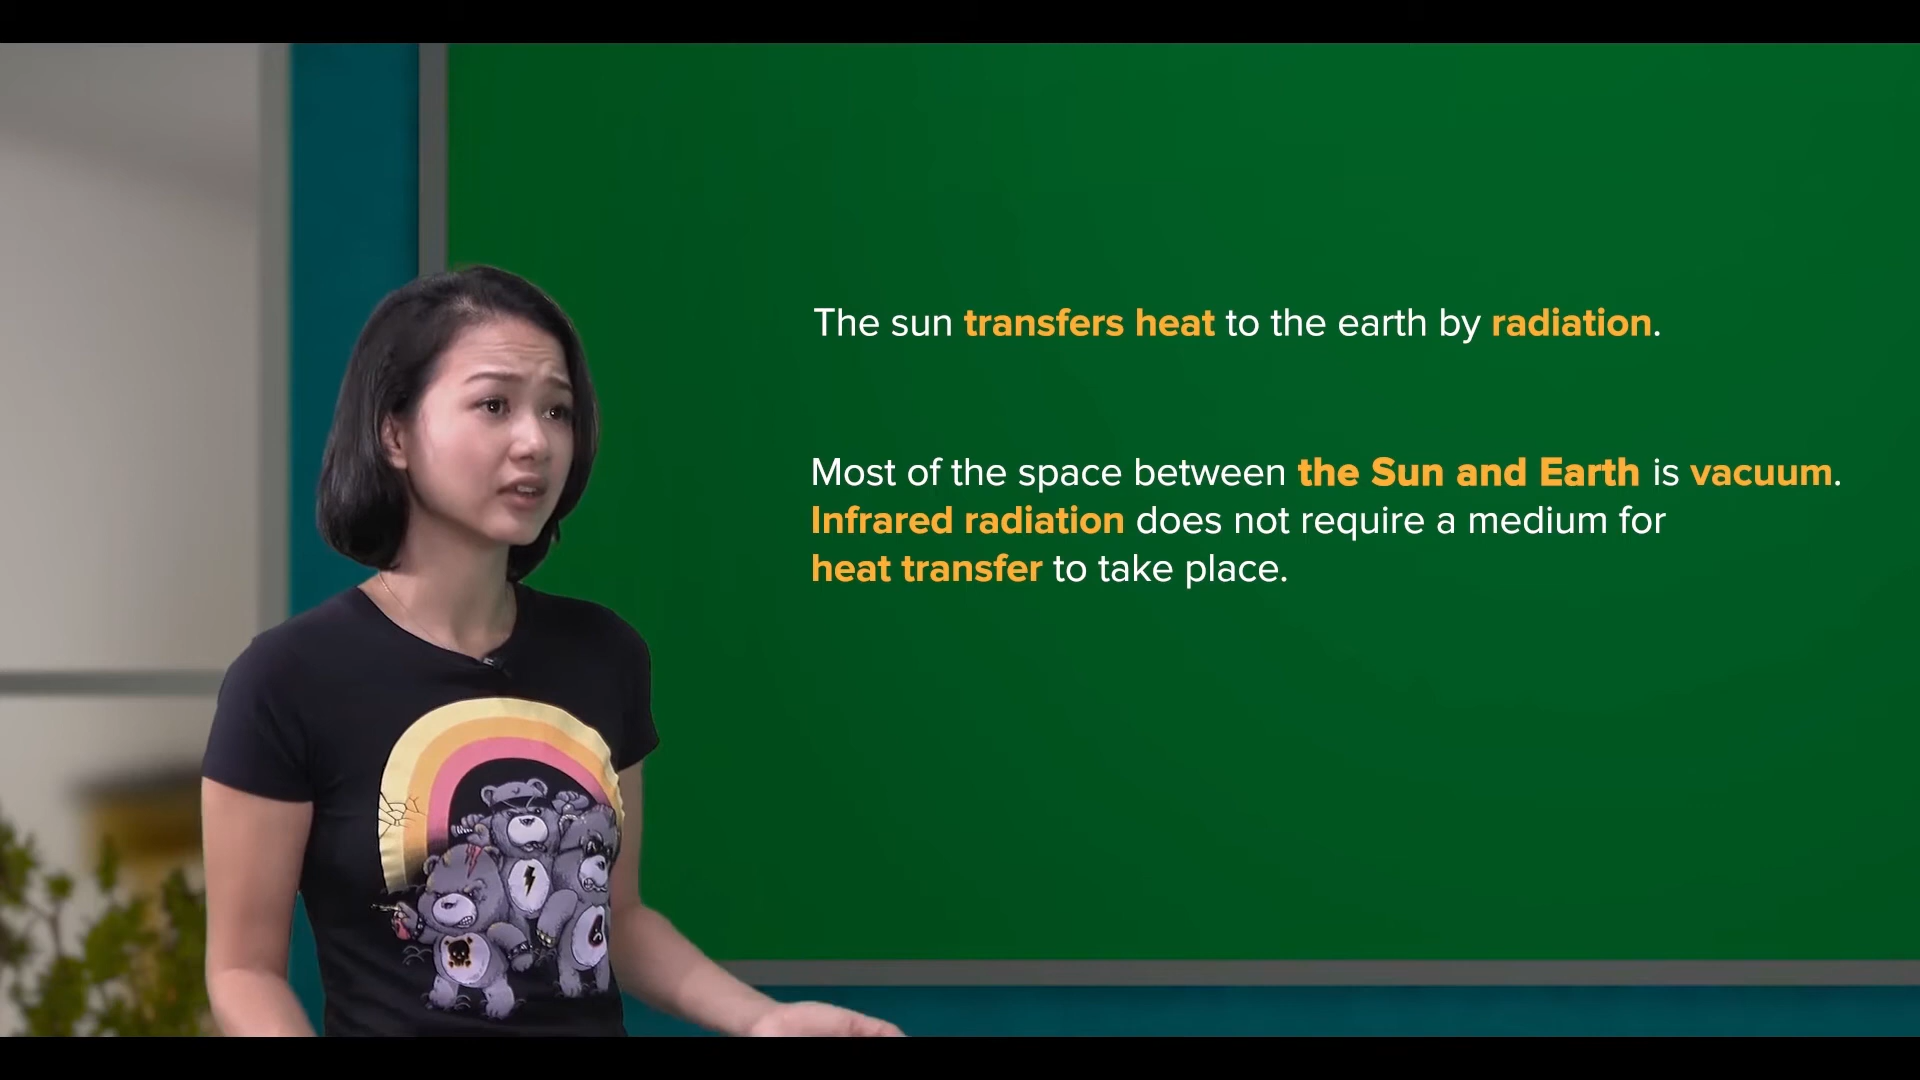 The sun transfers heat to the earth by radiation.
Most of the space between the Sun and Earth is vacuum.
Infrared radiation does not require a medium for
heat transfer to take place.